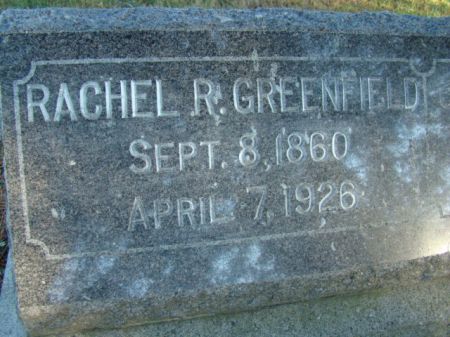 RACHEL R. GREENFIELD
SEPT. 8, 1860
APRIL 7, 1926